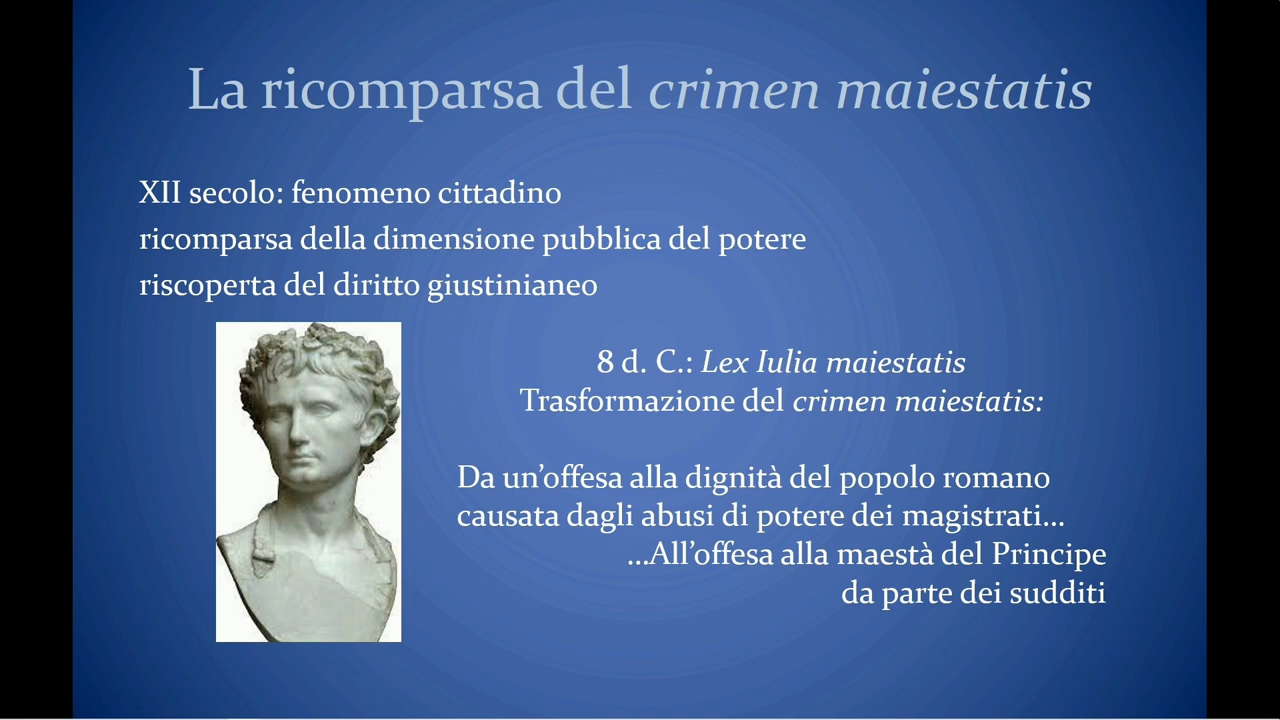 La ricomparsa del crimen maiestatis
XII secolo: fenomeno cittadino
ricomparsa della dimensione pubblica del potere
riscoperta del diritto giustinianeo
8 d. C.: Lex Iulia maiestatis
Trasformazione del crimen maiestatis:
Da un’offesa alla dignità del popolo romano
causata dagli abusi di potere dei magistrati…
…All’offesa alla maestà del Principe
da parte dei sudditi